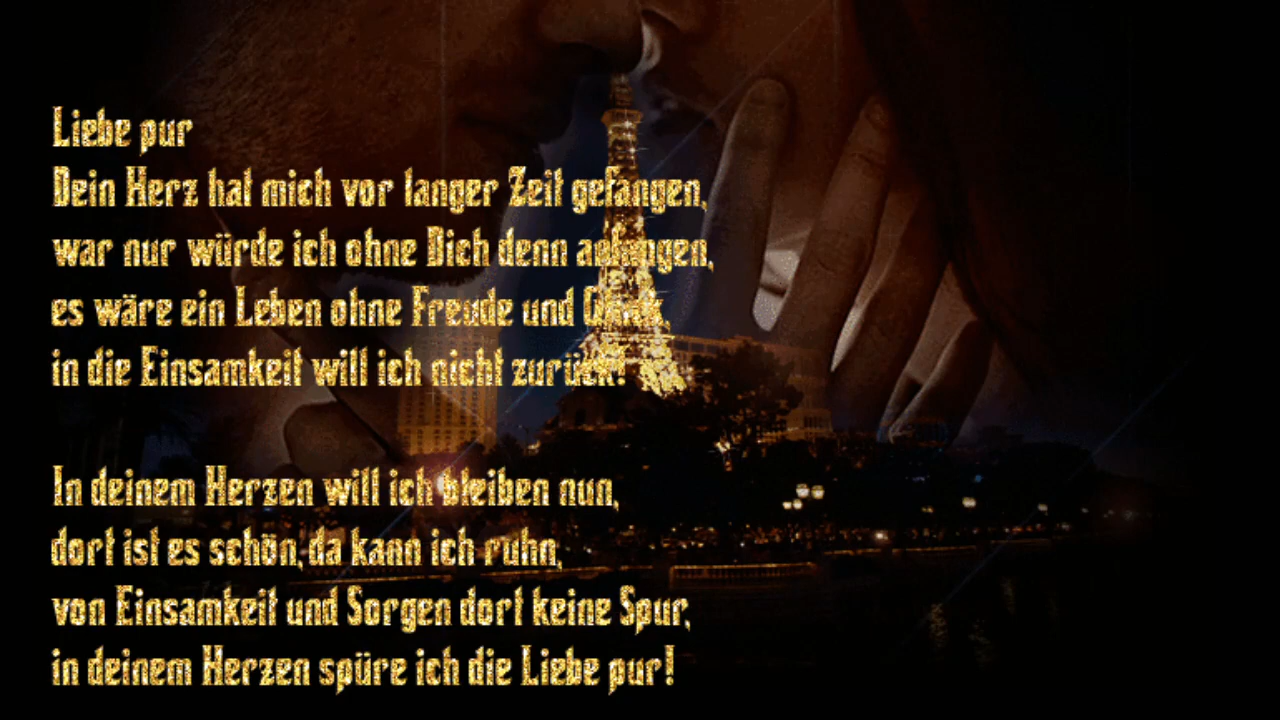 Liebe pur
Dein Herz hat mich vor langer Zeit gefangen,
war nur würde ich ohne Dich denn anfangen,
es wäre ein Leben ohne Freude und Glück,
in die Einsamkeit will ich nicht zurück!
In deinem Herzen will ich bleiben nun,
dort ist es schön, da kann ich ruhn,
von Einsamkeit und Sorgen dort keine Spur,
in deinem Herzen spüre ich die Liebe pur!